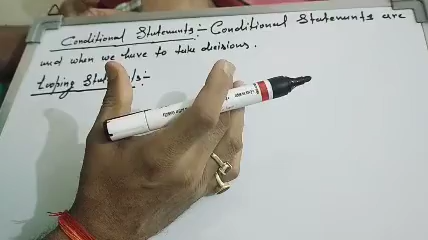 Conditional Statements:- Conditional Statements are
used when we have to take decisions.
Looping :-